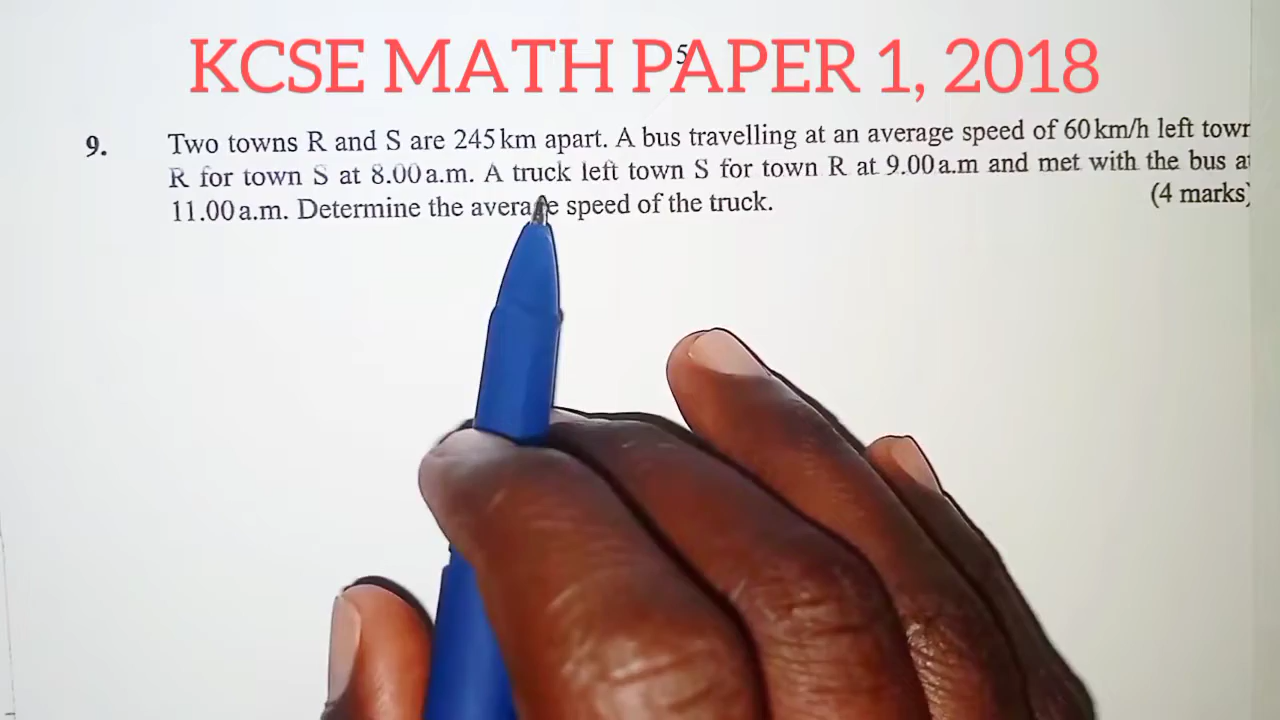 KCSE MATH PAPER 1, 2018
5
9. Two towns R and S are 245 km apart. A bus travelling at an average speed of 60 km/h left town
R for town S at 8.00 a.m. A truck left town S for town R at 9.00 a.m and met with the bus at
11.00 a.m. Determine the average speed of the truck. (4 marks)